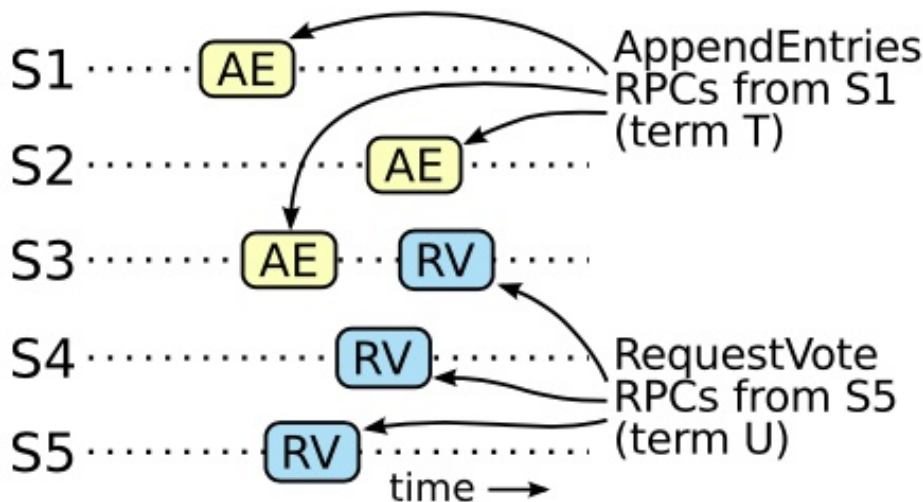 S1
AE
AppendEntries
RPCs from S1
(term T)
S2
AE
S3
AE
RV
S4
RV
RequestVote
RPCs from S5
(term U)
S5
RV
time